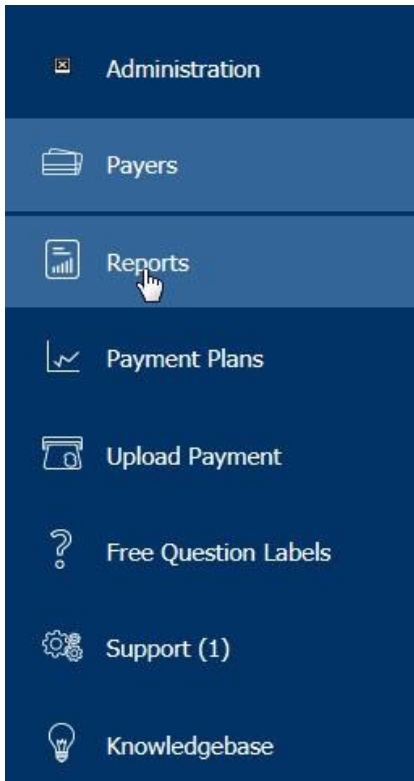 Administration
Payers
Reports
Payment Plans
Upload Payment
Free Question Labels
Support (1)
Knowledgebase